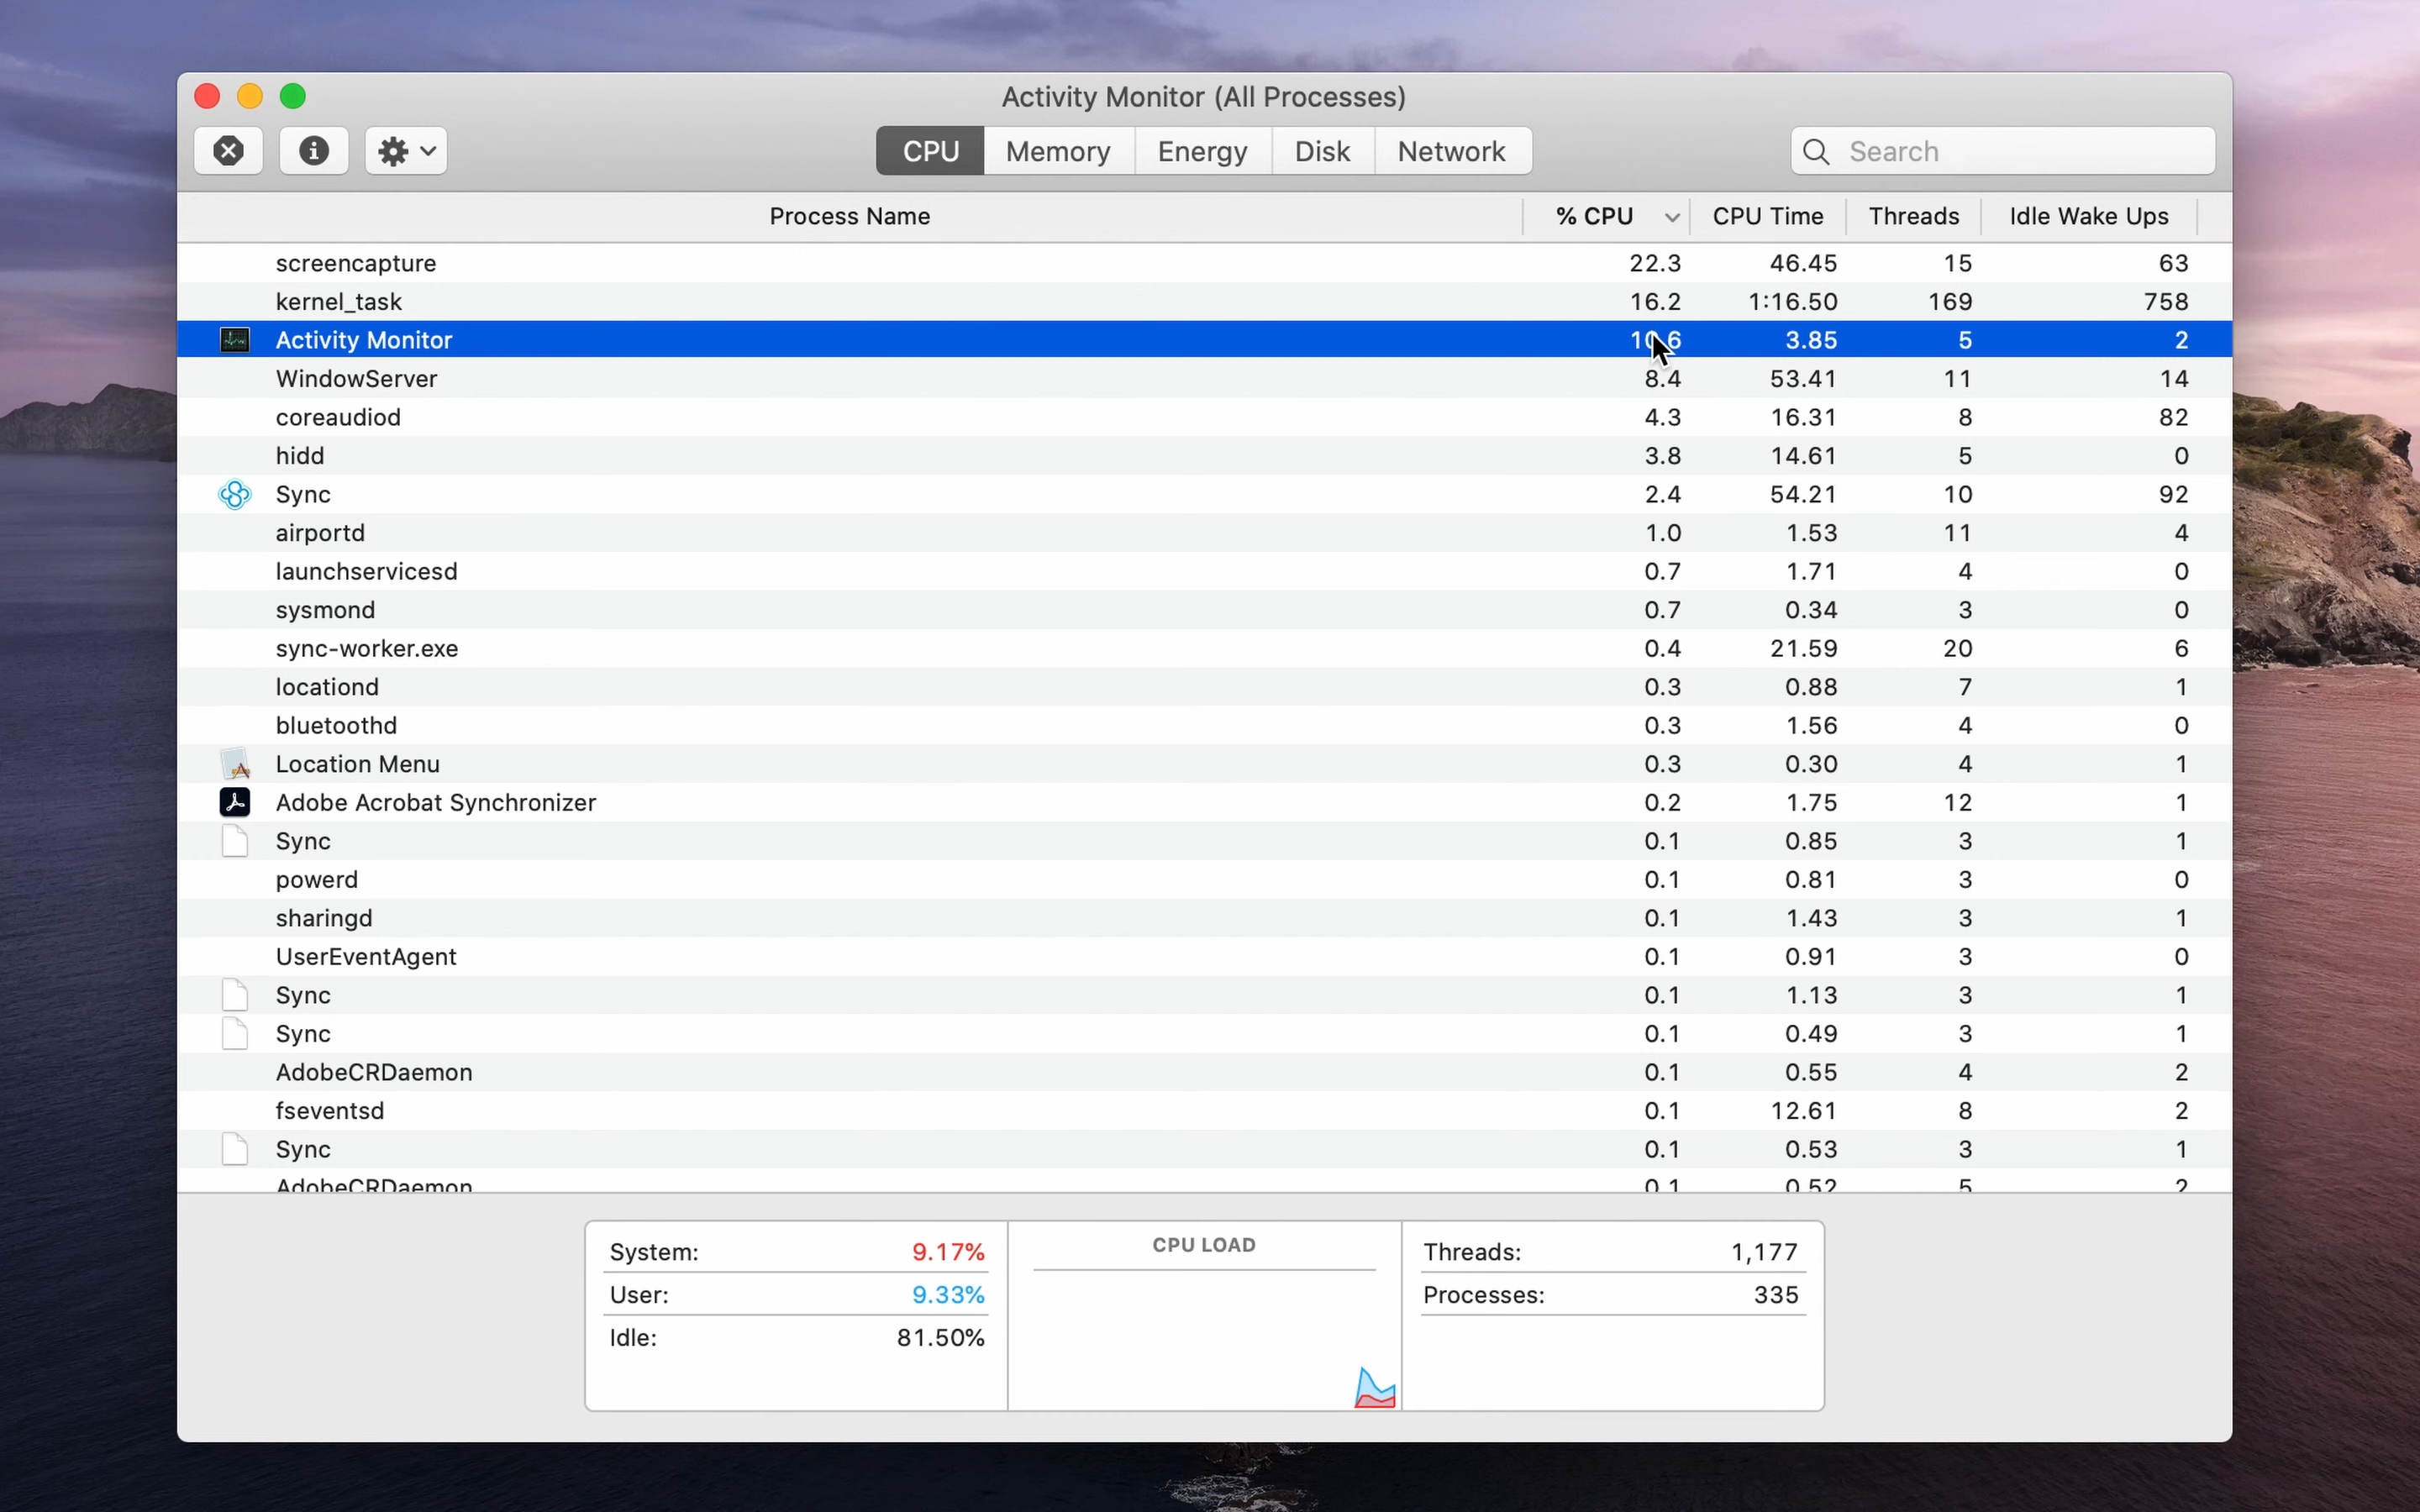 Activity Monitor (All Processes)
CPU Memory Energy Disk Network Search
Process Name % CPU CPU Time Threads Idle Wake Ups
screencapture 22.3 46.45 15 63
kernel_task 16.2 1:16.50 169 758
Activity Monitor 10.6 3.85 5 2
WindowServer 8.4 53.41 11 14
coreaudiod 4.3 16.31 8 82
hidd 3.8 14.61 5 0
Sync 2.4 54.21 10 92
airportd 1.0 1.53 11 4
launchservicesd 0.7 1.71 4 0
sysmond 0.7 0.34 3 0
sync-worker.exe 0.4 21.59 20 6
locationd 0.3 0.88 7 1
bluetoothd 0.3 1.56 4 0
Location Menu 0.3 0.30 4 1
Adobe Acrobat Synchronizer 0.2 1.75 12 1
Sync 0.1 0.85 3 1
powerd 0.1 0.81 3 0
sharingd 0.1 1.43 3 1
UserEventAgent 0.1 0.91 3 0
Sync 0.1 1.13 3 1
Sync 0.1 0.49 3 1
AdobeCRDaemon 0.1 0.55 4 2
fseventsd 0.1 12.61 8 2
Sync 0.1 0.53 3 1
AdobeCRDaemon 0.1 0.52 5 2
System: 9.17% CPU LOAD Threads: 1,177
User: 9.33% Processes: 335
Idle: 81.50%